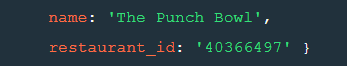 name: 'The Punch Bowl',
restaurant_id: '40366497' }